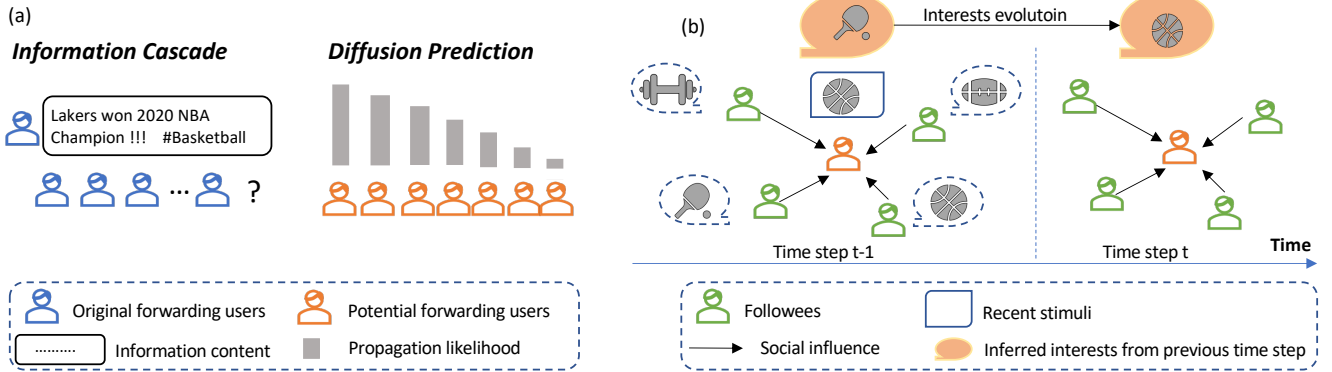 (a)
Information Cascade
Diffusion Prediction
Lakers won 2020 NBA
Champion !!! #Basketball
...
?
Original forwarding users
Potential forwarding users
..........
Information content
Propagation likelihood
(b)
Interests evolutoin
Time step t-1
Time step t
Time
Followees
Recent stimuli
Social influence
Inferred interests from previous time step